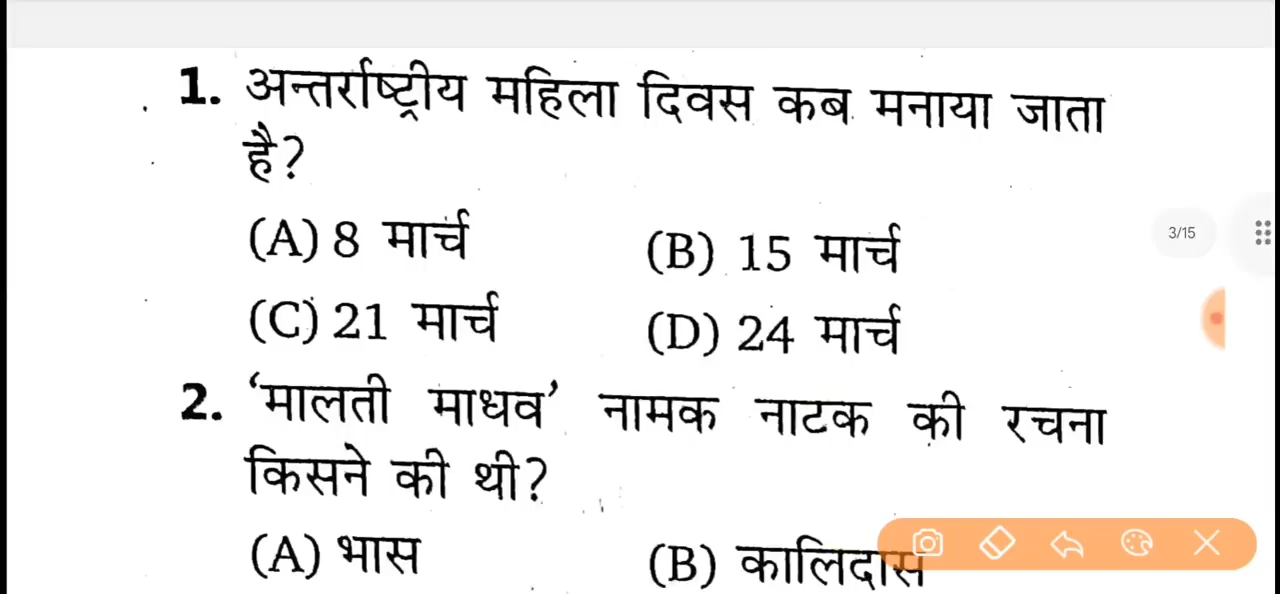 1. अन्तर्राष्ट्रीय महिला दिवस कब मनाया जाता
है?
(A) 8 मार्च (B) 15 मार्च
3/15
(C) 21 मार्च (D) 24 मार्च
2. ‘मालती माधव’ नामक नाटक की रचना
किसने की थी?
(A) भास (B) कालिदास